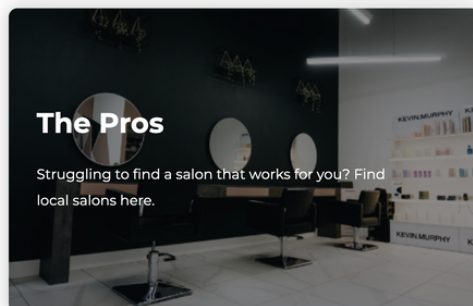 The Pros
Struggling to find a salon that works for you? Find
local salons here.
KEVIN.MURPHY
KEVIN.MURPHY